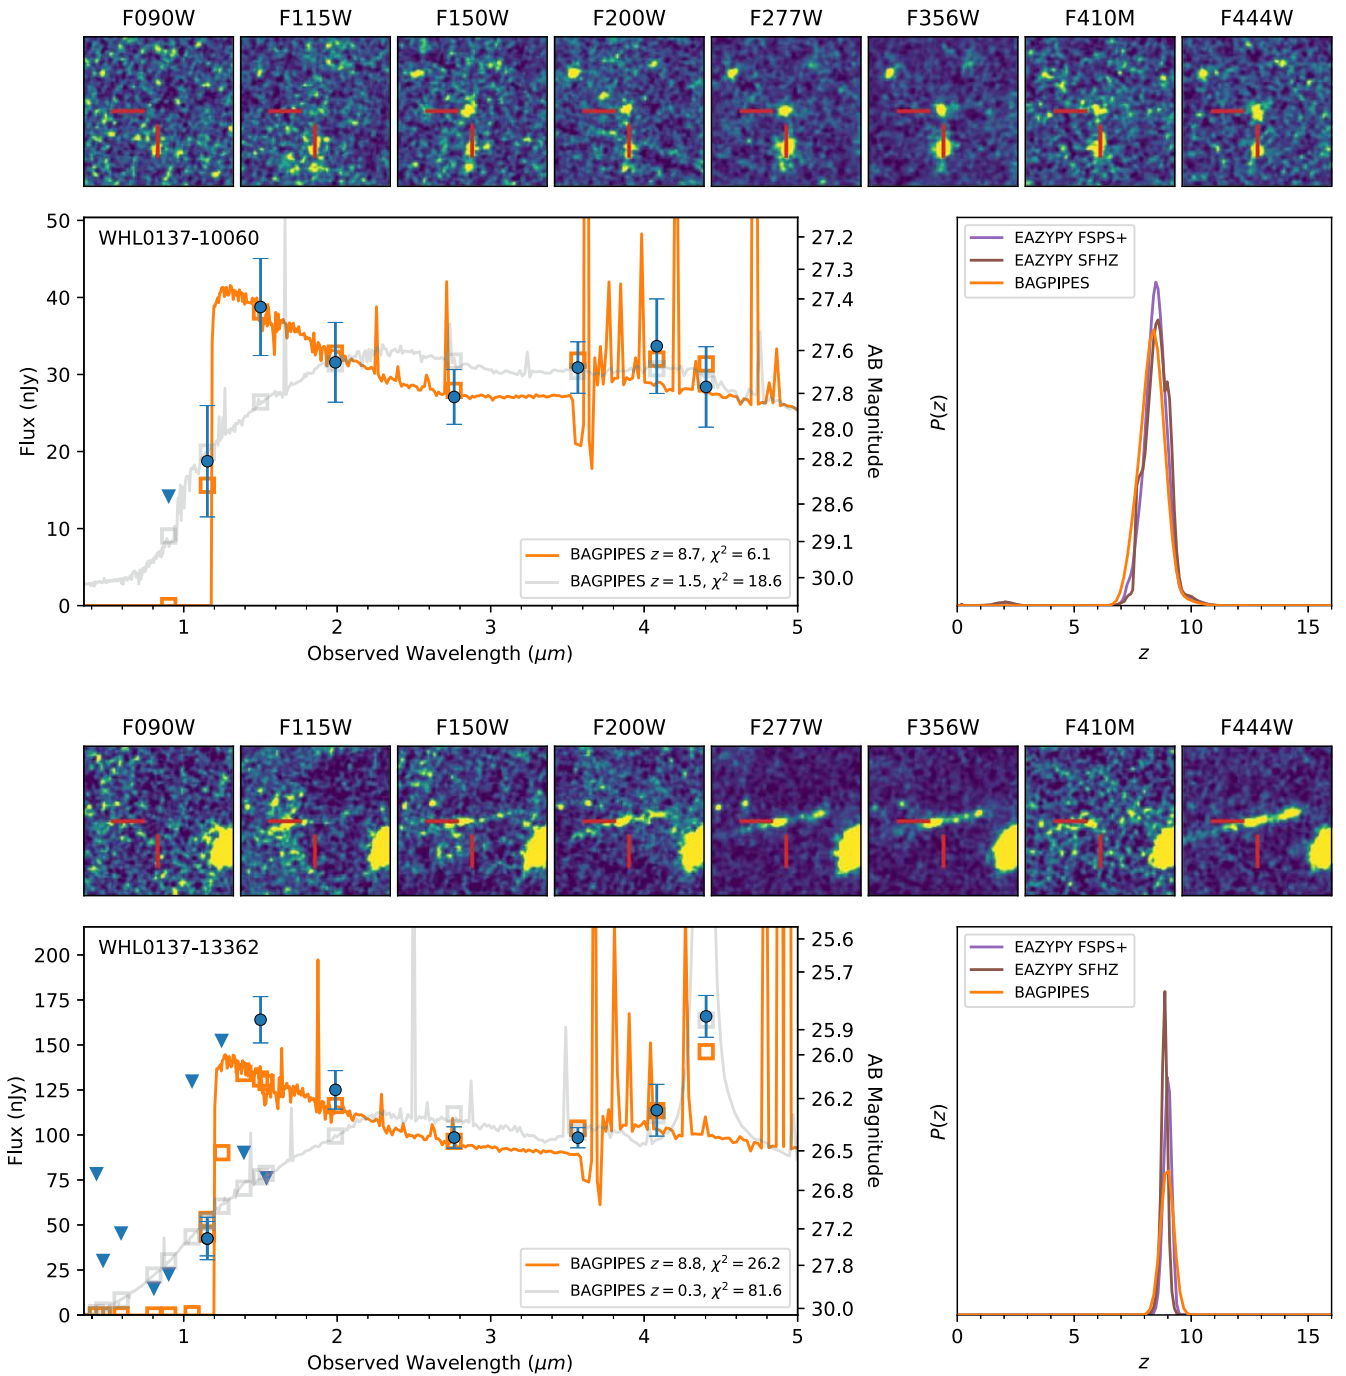 F090W F115W F150W F200W F277W F356W F410M F444W
WHL0137-10060
50
40
30
20
10
0
Flux (nJy)
27.2
27.3
27.4
27.6
27.8
28.0
28.2
28.6
29.1
30.0
AB Magnitude
BAGPIPES z = 8.7, χ² = 6.1
BAGPIPES z = 1.5, χ² = 18.6
1 2 3 4 5
Observed Wavelength (μm)
EAZYPY FSPS+
EAZYPY SFHZ
BAGPIPES
P(z)
0 5 10 15
z
F090W F115W F150W F200W F277W F356W F410M F444W
WHL0137-13362
200
175
150
125
100
75
50
25
0
Flux (nJy)
25.6
25.7
25.9
26.0
26.2
26.5
26.8
27.2
27.8
30.0
AB Magnitude
BAGPIPES z = 8.8, χ² = 26.2
BAGPIPES z = 0.3, χ² = 81.6
1 2 3 4 5
Observed Wavelength (μm)
EAZYPY FSPS+
EAZYPY SFHZ
BAGPIPES
P(z)
0 5 10 15
z